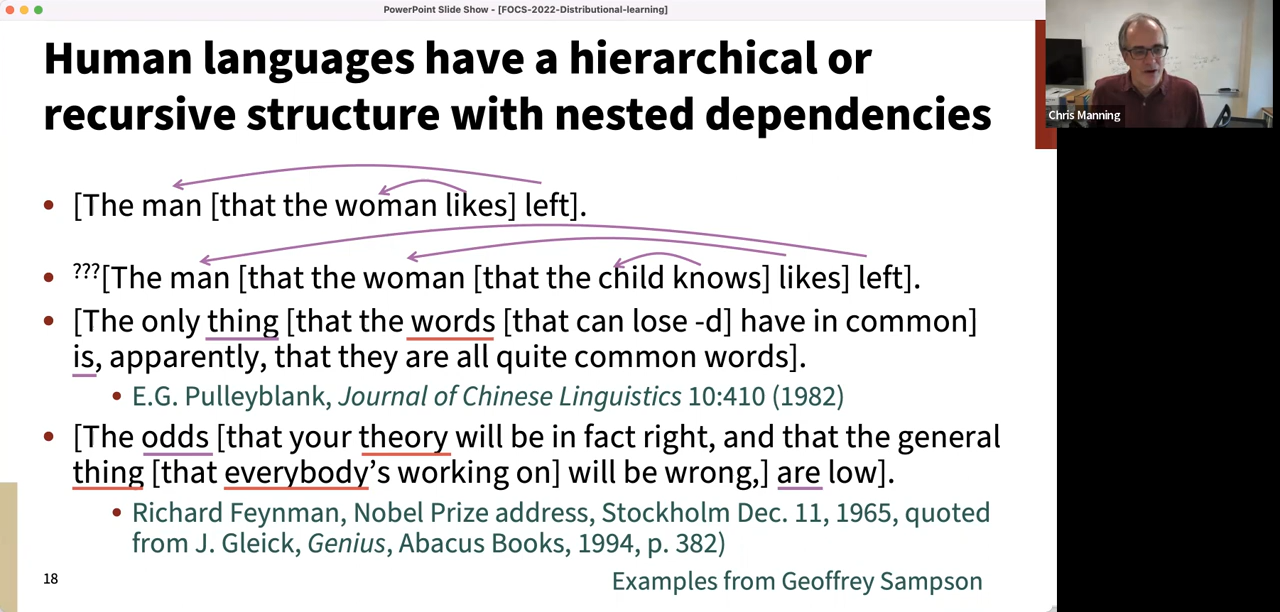 PowerPoint Slide Show - [FOCS-2022-Distributional-learning]
Human languages have a hierarchical or
recursive structure with nested dependencies
Chris Manning
• [The man [that the woman likes] left].
• ???[The man [that the woman [that the child knows] likes] left].
• [The only thing [that the words [that can lose -d] have in common]
is, apparently, that they are all quite common words].
• E.G. Pulleyblank, Journal of Chinese Linguistics 10:410 (1982)
• [The odds [that your theory will be in fact right, and that the general
thing [that everybody’s working on] will be wrong,] are low].
• Richard Feynman, Nobel Prize address, Stockholm Dec. 11, 1965, quoted
from J. Gleick, Genius, Abacus Books, 1994, p. 382)
18
Examples from Geoffrey Sampson